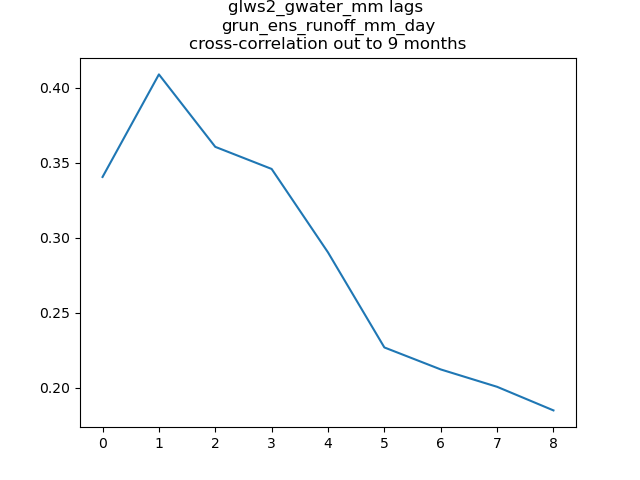 glws2_gwater_mm lags
grun_ens_runoff_mm_day
cross-correlation out to 9 months
0.40
0.35
0.30
0.25
0.20
0 1 2 3 4 5 6 7 8